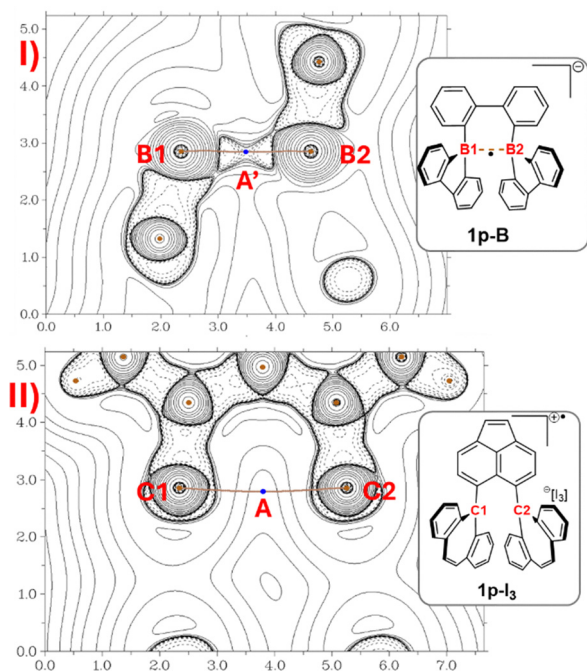 I)
5.0
4.0
3.0
2.0
1.0
0.0
B1
B2
A'
0.0 1.0 2.0 3.0 4.0 5.0 6.0
⊖
B1 B2
1p-B
II)
5.0
4.0
3.0
2.0
1.0
0.0
C1
C2
A
0.0 1.0 2.0 3.0 4.0 5.0 6.0 7.0
⊕•
⊖[I₃]
C1 C2
1p-I₃